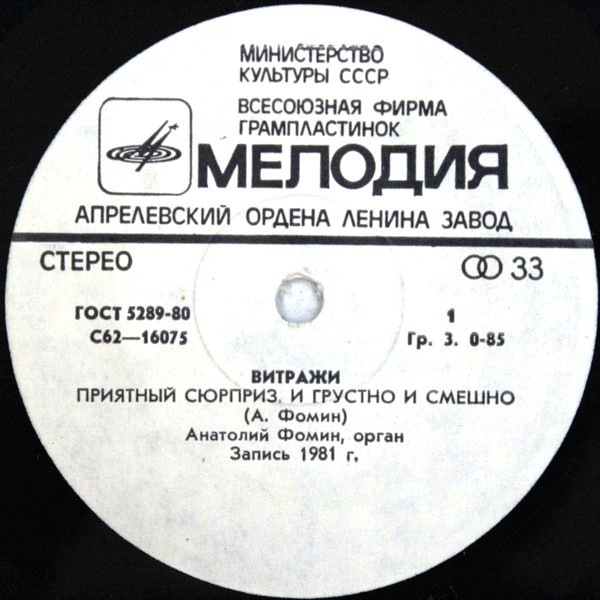 МИНИСТЕРСТВО
КУЛЬТУРЫ СССР
ВСЕСОЮЗНАЯ ФИРМА
ГРАМПЛАСТИНОК
МЕЛОДИЯ
АПРЕЛЕВСКИЙ ОРДЕНА ЛЕНИНА ЗАВОД
СТЕРЕО
33
ГОСТ 5289-80
С62—16075
1
Гр. 3. 0-85
ВИТРАЖИ
ПРИЯТНЫЙ СЮРПРИЗ. И ГРУСТНО И СМЕШНО
(А. Фомин)
Анатолий Фомин, орган
Запись 1981 г.